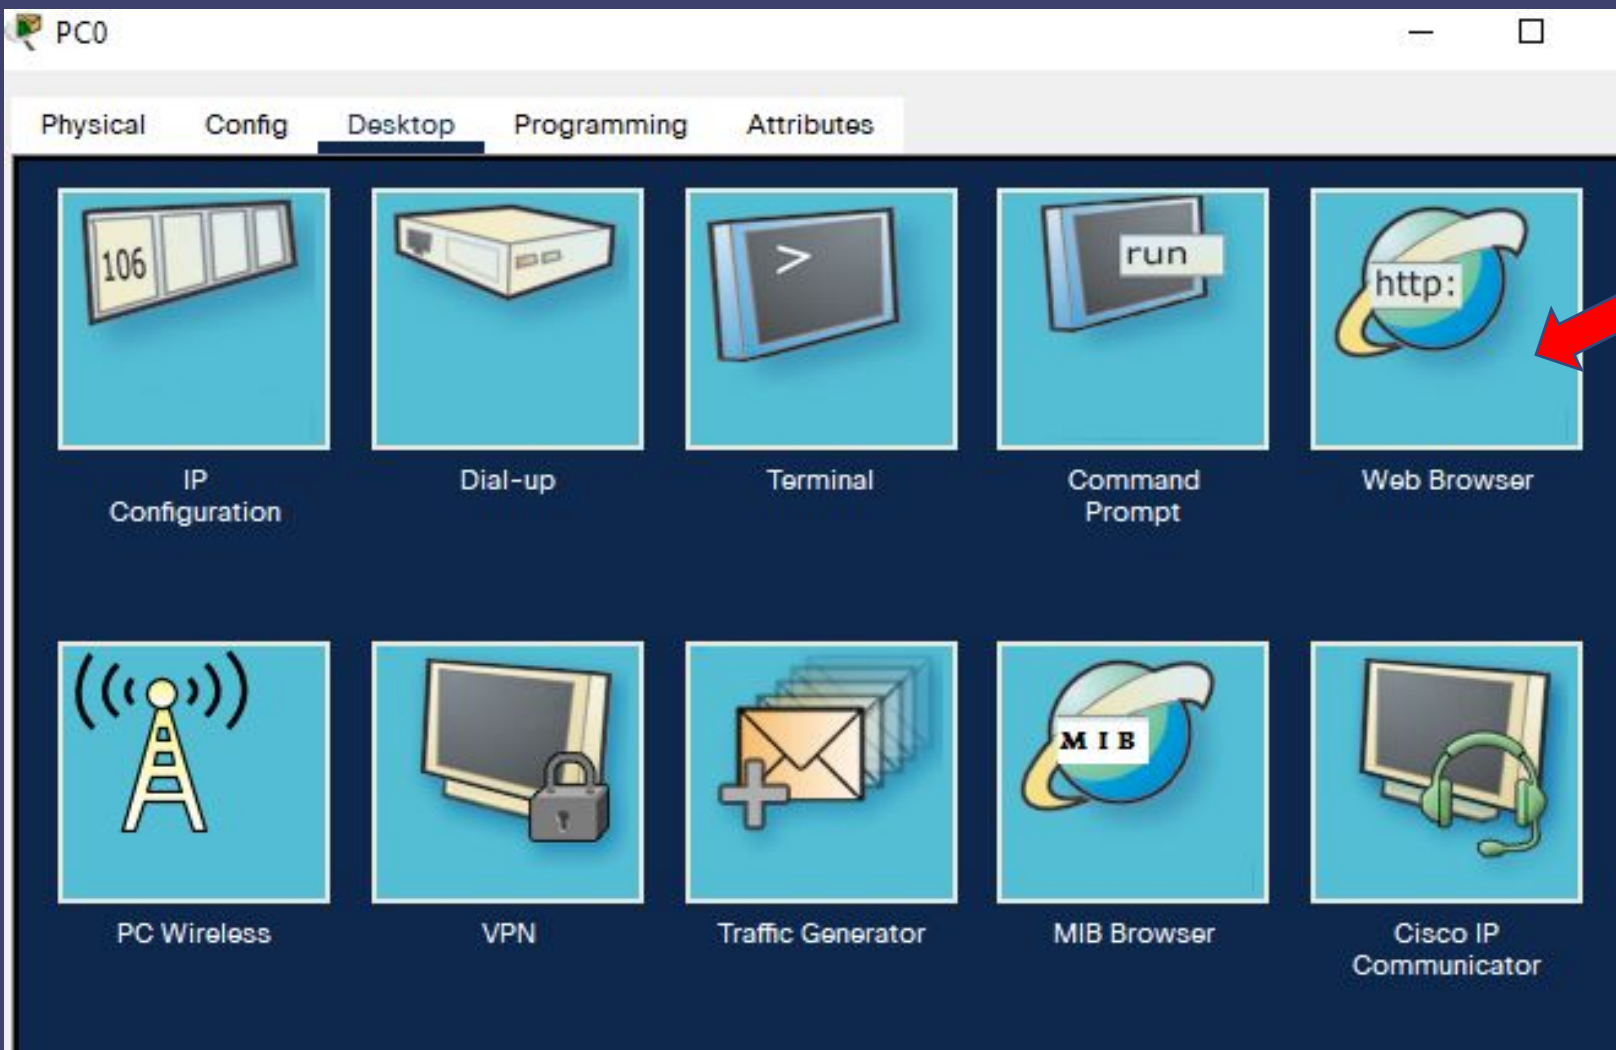 PC0
Physical Config Desktop Programming Attributes
106
>
run
http:
IP
Configuration
Dial-up
Terminal
Command
Prompt
Web Browser
MIB
PC Wireless
VPN
Traffic Generator
MIB Browser
Cisco IP
Communicator